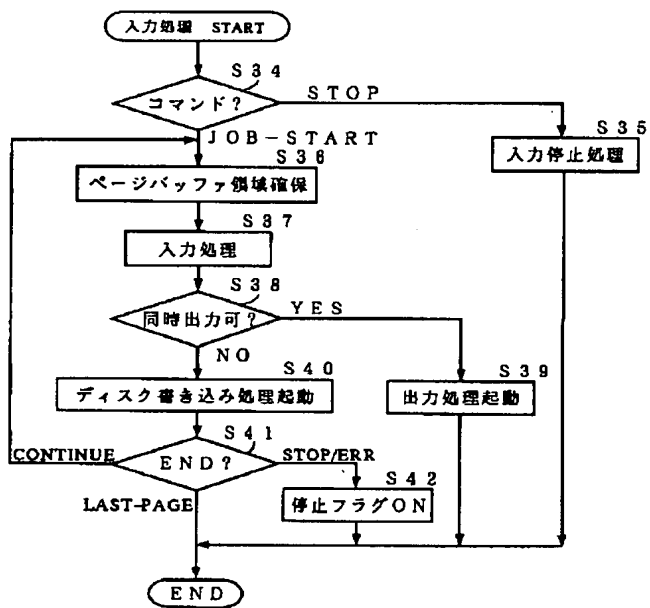 入力処理 START
S34
コマンド?
STOP
JOB-START
S35
入力停止処理
S36
ページバッファ領域確保
S37
入力処理
S38
同時出力可?
YES
NO
S39
出力処理起動
S40
ディスク書き込み処理起動
S41
END?
CONTINUE
STOP/ERR
LAST-PAGE
S42
停止フラグON
END